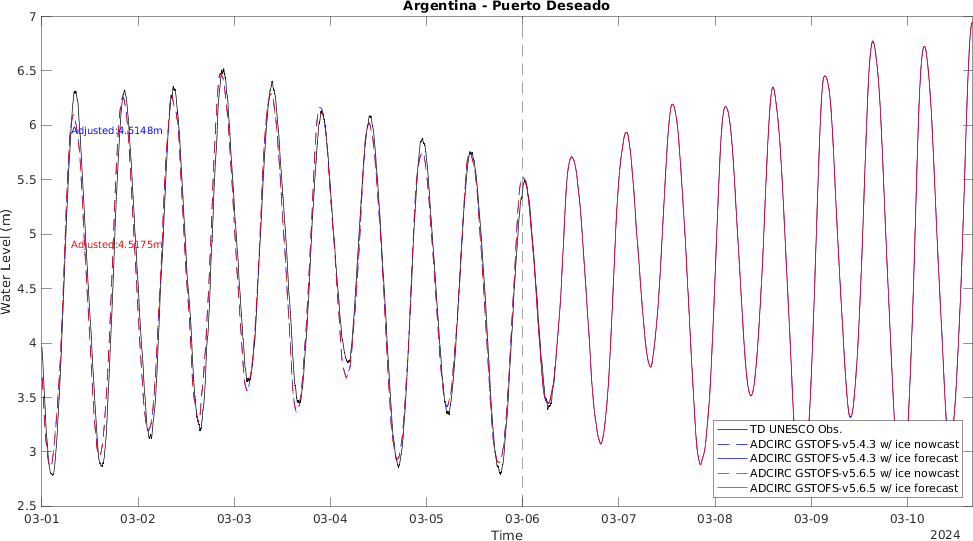 Argentina - Puerto Deseado
7
6.5
6
5.5
5
4.5
4
3.5
3
2.5
Water Level (m)
Adjusted:4.5148m
Adjusted:4.5175m
TD UNESCO Obs.
ADCIRC GSTOFS-v5.4.3 w/ ice nowcast
ADCIRC GSTOFS-v5.4.3 w/ ice forecast
ADCIRC GSTOFS-v5.6.5 w/ ice nowcast
ADCIRC GSTOFS-v5.6.5 w/ ice forecast
03-01 03-02 03-03 03-04 03-05 03-06 03-07 03-08 03-09 03-10
Time
2024